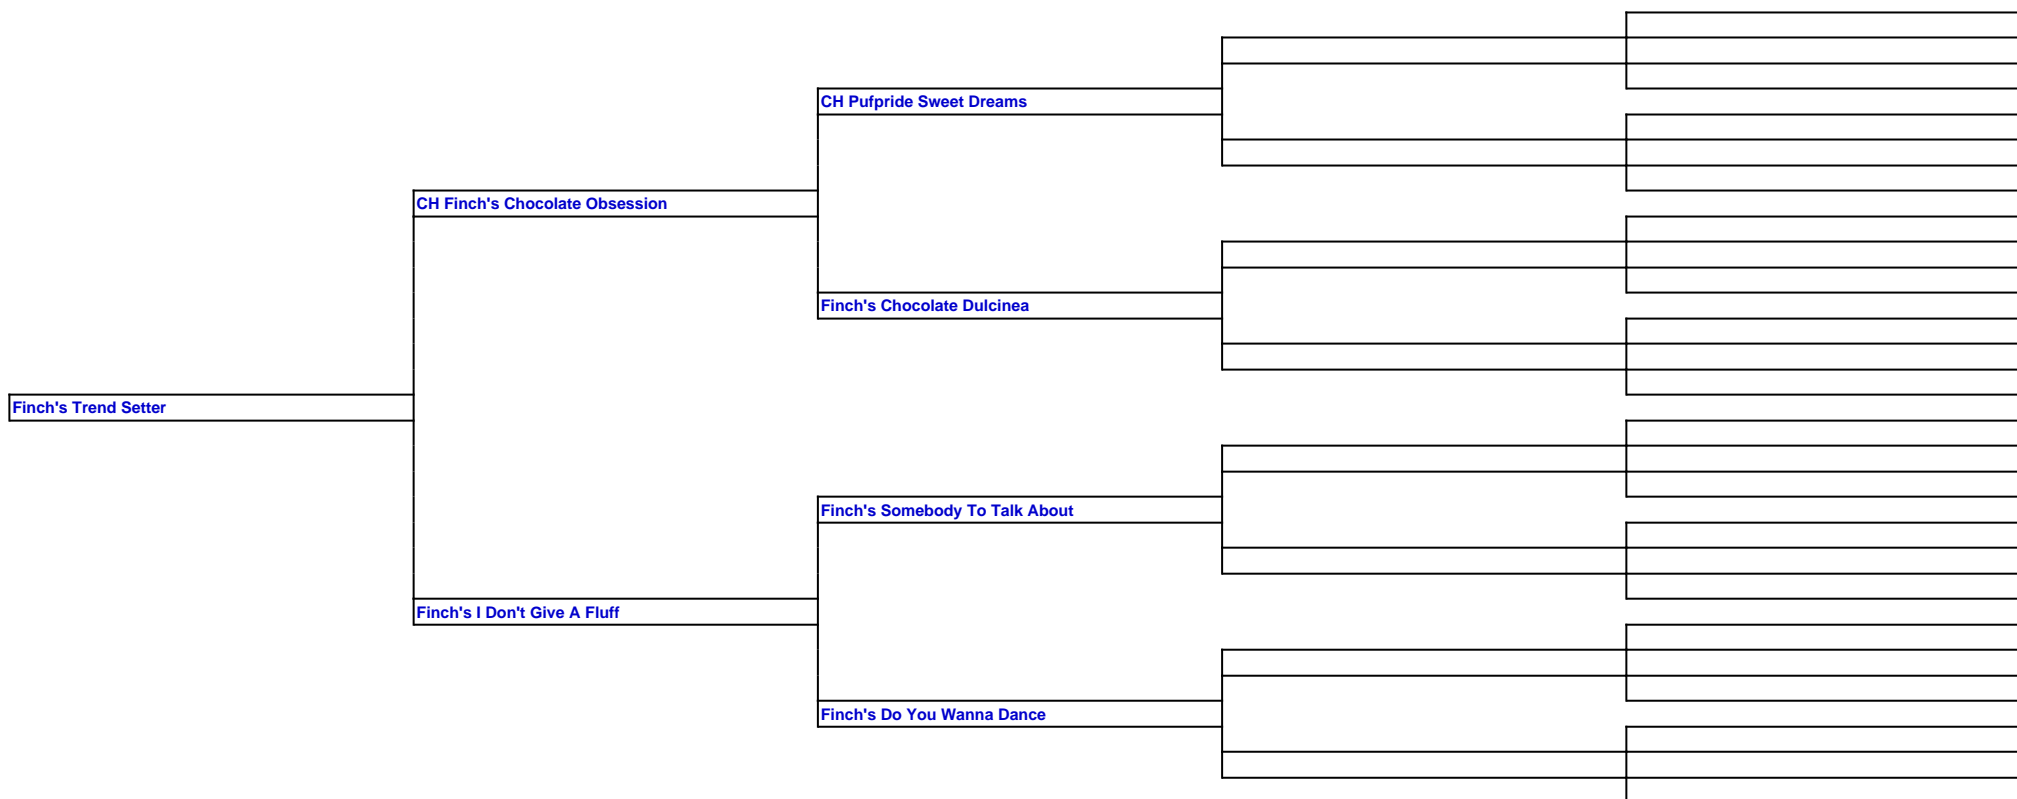 CH Pufpride Sweet Dreams
CH Finch's Chocolate Obsession
Finch's Chocolate Dulcinea
Finch's Trend Setter
Finch's Somebody To Talk About
Finch's I Don't Give A Fluff
Finch's Do You Wanna Dance